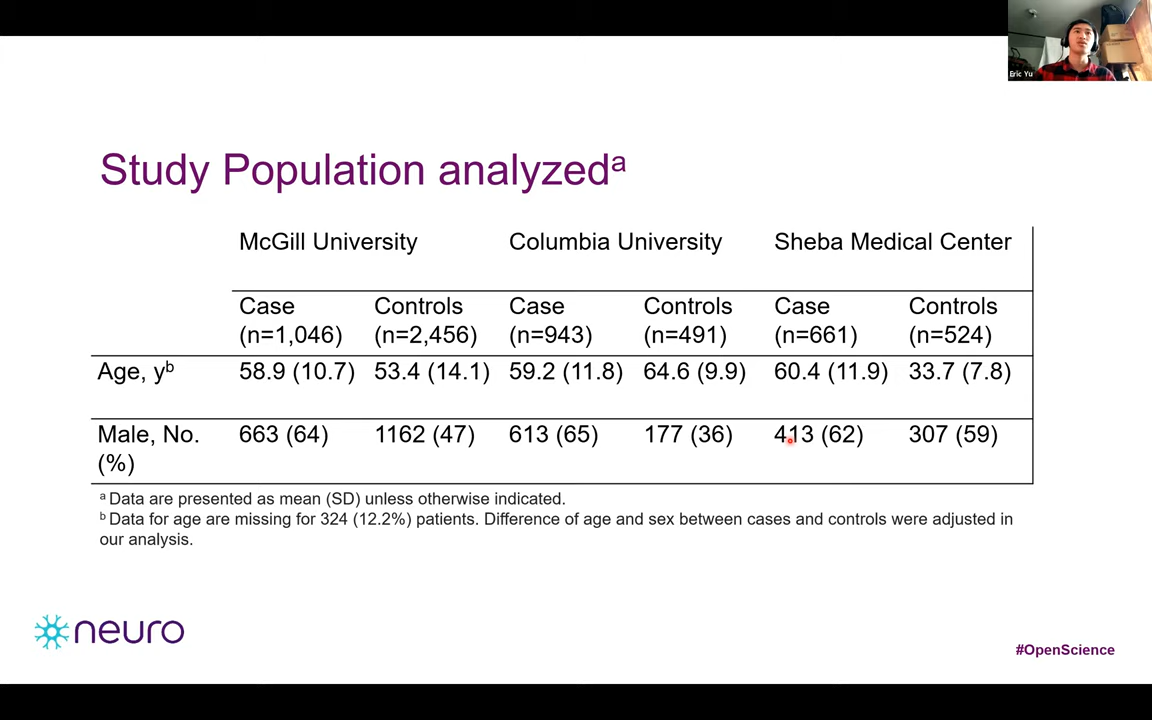 Eric Yu
Study Population analyzedᵃ
McGill University Columbia University Sheba Medical Center
Case Controls Case Controls Case Controls
(n=1,046) (n=2,456) (n=943) (n=491) (n=661) (n=524)
Age, yᵇ 58.9 (10.7) 53.4 (14.1) 59.2 (11.8) 64.6 (9.9) 60.4 (11.9) 33.7 (7.8)
Male, No. 663 (64) 1162 (47) 613 (65) 177 (36) 413 (62) 307 (59)
(%)
ᵃ Data are presented as mean (SD) unless otherwise indicated.
ᵇ Data for age are missing for 324 (12.2%) patients. Difference of age and sex between cases and controls were adjusted in
our analysis.
neuro
#OpenScience